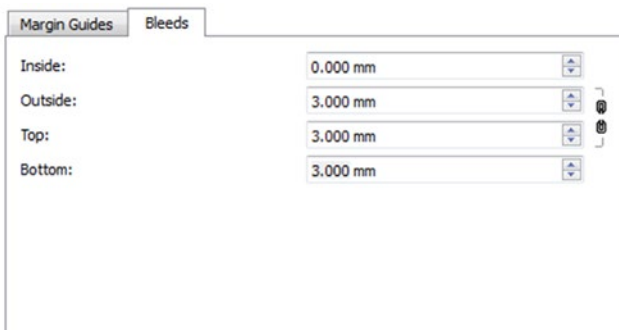 Margin Guides Bleeds
Inside: 0.000 mm
Outside: 3.000 mm
Top: 3.000 mm
Bottom: 3.000 mm